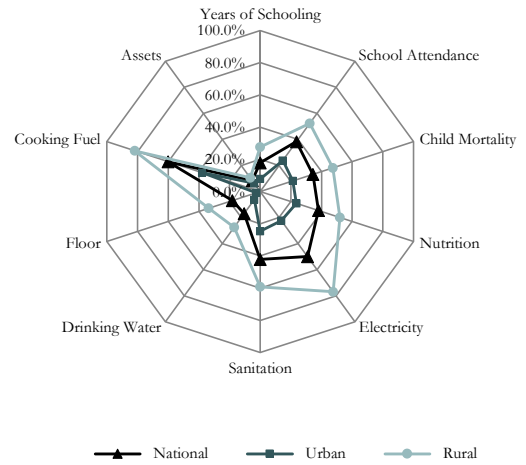 Years of Schooling
100.0%
80.0%
60.0%
40.0%
20.0%
0.0%
School Attendance
Child Mortality
Nutrition
Electricity
Sanitation
Drinking Water
Floor
Cooking Fuel
Assets
National Urban Rural